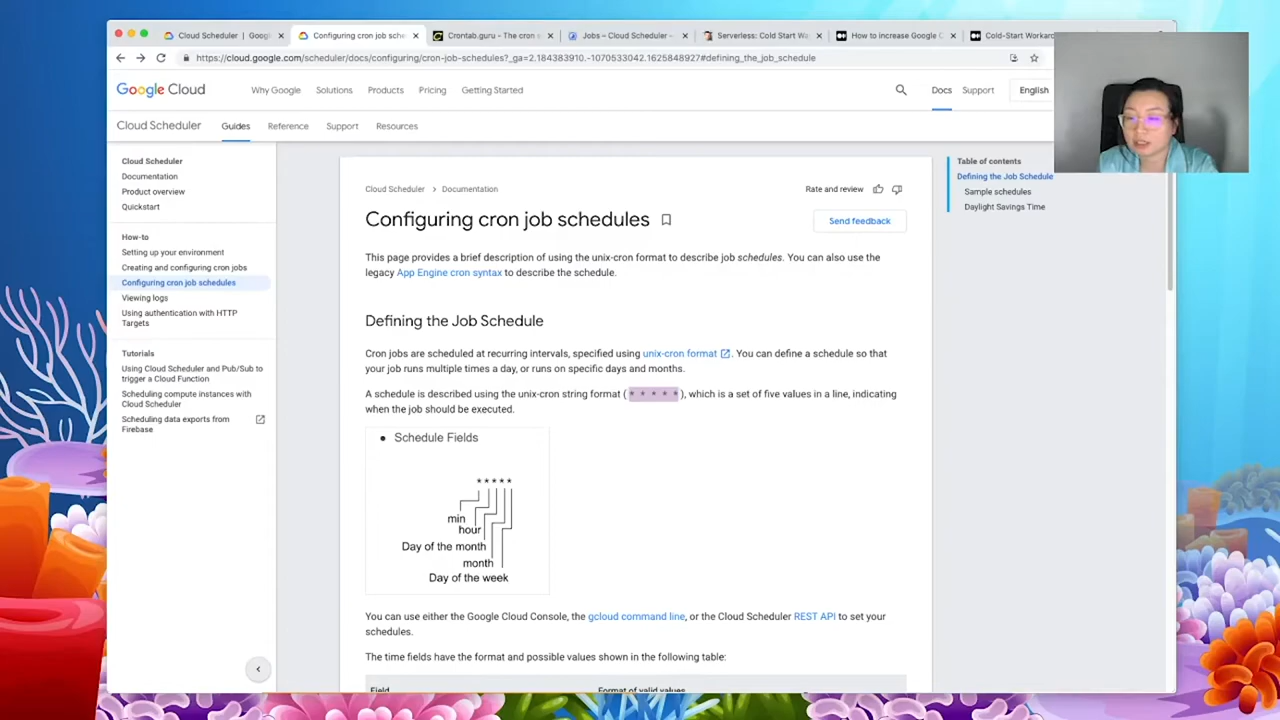 Cloud Scheduler | Googl
Configuring cron job sche
Crontab.guru - The cron e
Jobs – Cloud Scheduler –
Serverless: Cold Start Wa
How to increase Google C
Cold-Start Workaro
https://cloud.google.com/scheduler/docs/configuring/cron-job-schedules?_ga=2.184383910.-1070533042.1625848927#defining_the_job_schedule
Google Cloud
Why Google
Solutions
Products
Pricing
Getting Started
Docs
Support
English
Cloud Scheduler
Guides
Reference
Support
Resources
Cloud Scheduler
Documentation
Product overview
Quickstart
How-to
Setting up your environment
Creating and configuring cron jobs
Configuring cron job schedules
Viewing logs
Using authentication with HTTP
Targets
Tutorials
Using Cloud Scheduler and Pub/Sub to
trigger a Cloud Function
Scheduling compute instances with
Cloud Scheduler
Scheduling data exports from
Firebase
Cloud Scheduler > Documentation
Rate and review
Configuring cron job schedules
Send feedback
This page provides a brief description of using the unix-cron format to describe job schedules. You can also use the
legacy App Engine cron syntax to describe the schedule.
Defining the Job Schedule
Cron jobs are scheduled at recurring intervals, specified using unix-cron format. You can define a schedule so that
your job runs multiple times a day, or runs on specific days and months.
A schedule is described using the unix-cron string format (* * * * *), which is a set of five values in a line, indicating
when the job should be executed.
• Schedule Fields
* * * * *
min
hour
Day of the month
month
Day of the week
You can use either the Google Cloud Console, the gcloud command line, or the Cloud Scheduler REST API to set your
schedules.
The time fields have the format and possible values shown in the following table:
Field
Format of valid values
Table of contents
Defining the Job Schedule
Sample schedules
Daylight Savings Time